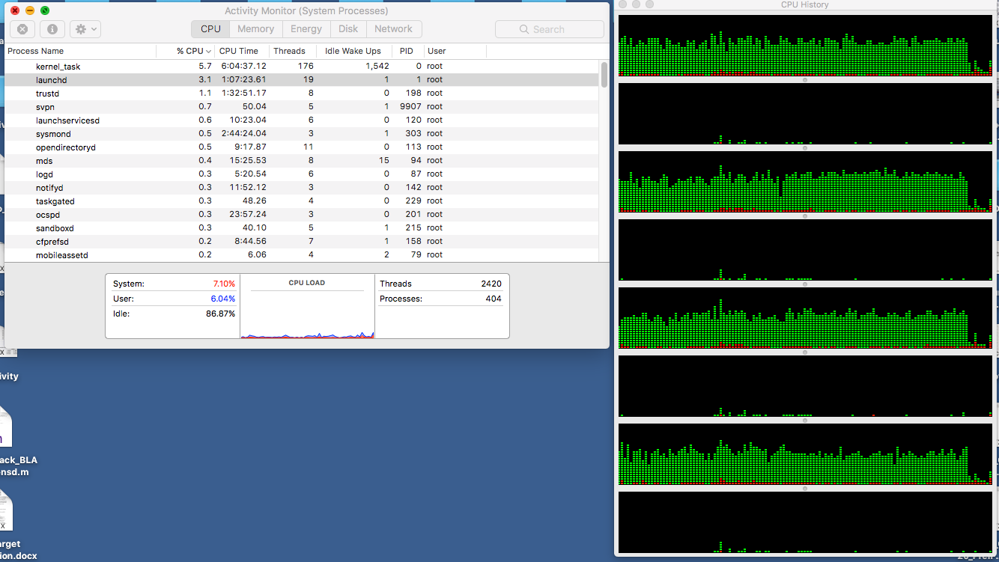 Activity Monitor (System Processes)
CPU Memory Energy Disk Network
Search
Process Name % CPU CPU Time Threads Idle Wake Ups PID User
kernel_task 5.7 6:04:37.12 176 1,542 0 root
launchd 3.1 1:07:23.61 19 1 1 root
trustd 1.1 1:32:51.17 8 0 198 root
svpn 0.7 50.04 5 1 9907 root
launchservicesd 0.6 10:23.04 6 0 120 root
sysmond 0.5 2:44:24.04 3 1 303 root
opendirectoryd 0.5 9:17.87 11 0 113 root
mds 0.4 15:25.53 8 15 94 root
logd 0.3 5:20.54 6 0 87 root
notifyd 0.3 11:52.12 3 0 142 root
taskgated 0.3 48.26 4 0 229 root
ocspd 0.3 23:57.24 3 0 201 root
sandboxd 0.3 40.10 5 1 215 root
cfprefsd 0.2 8:44.56 7 1 158 root
mobileassetd 0.2 6.06 4 2 79 root
System: 7.10%
User: 6.04%
Idle: 86.87%
CPU LOAD
Threads 2420
Processes: 404
CPU History
ivity
ack_BLA
nsd.m
arget
ion.docx